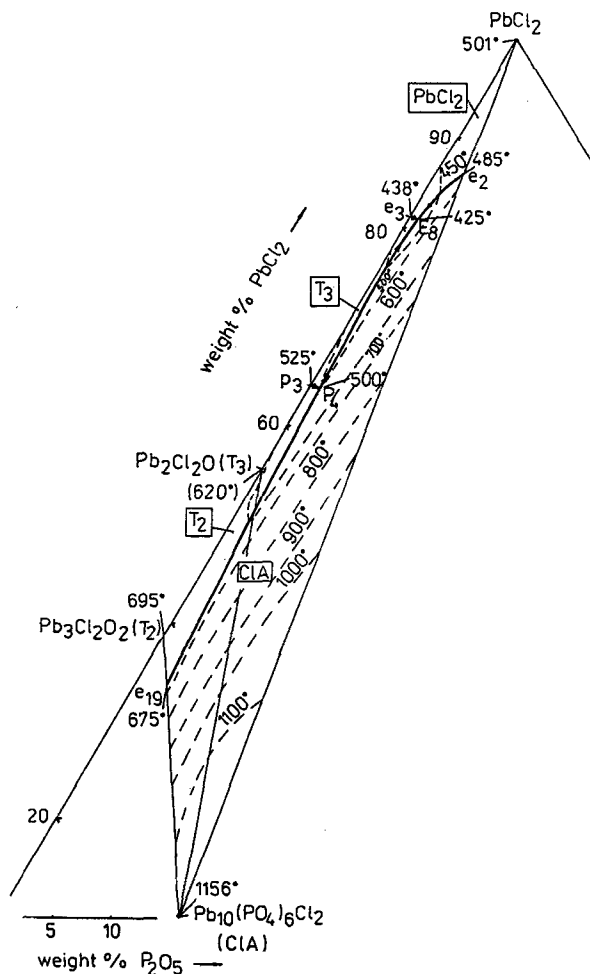 PbCl₂
501°
PbCl₂
90
450°
485°
e₂
438°
e₃
80
E₈
425°
weight % PbCl₂ →
T₃
500°
600°
700°
525°
P₃
P₄
500°
60
Pb₂Cl₂O(T₃)
(620°)
800°
T₂
900°
ClA
1000°
695°
Pb₃Cl₂O₂(T₂)
e₁₉
675°
1100°
20
1156°
Pb₁₀(PO₄)₆Cl₂
(ClA)
5 10
weight % P₂O₅ →